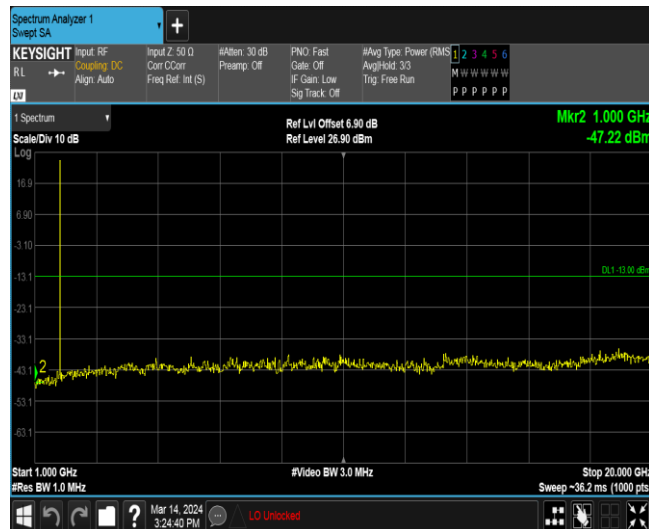 Spectrum Analyzer 1
Swept SA
+
KEYSIGHT Input: RF
RL
Coupling: DC
Align: Auto
Input Z: 50 Ω
Corr CCorr
Freq Ref: Int (S)
#Atten: 30 dB
Preamp: Off
PNO: Fast
Gate: Off
IF Gain: Low
Sig Track: Off
#Avg Type: Power (RMS
Avg|Hold: 3/3
Trig: Free Run
1 2 3 4 5 6
M W W W W W
P P P P P P
LXI
1 Spectrum
Scale/Div 10 dB
Log
Ref Lvl Offset 6.90 dB
Ref Level 26.90 dBm
Mkr2 1.000 GHz
-47.22 dBm
16.9
6.90
-3.10
-13.1
DL1 -13.00 dBm
-23.1
-33.1
-43.1
2
-53.1
-63.1
Start 1.000 GHz
#Res BW 1.0 MHz
#Video BW 3.0 MHz
Stop 20.000 GHz
Sweep ~36.2 ms (1000 pts
?
Mar 14, 2024
3:24:40 PM
LO Unlocked